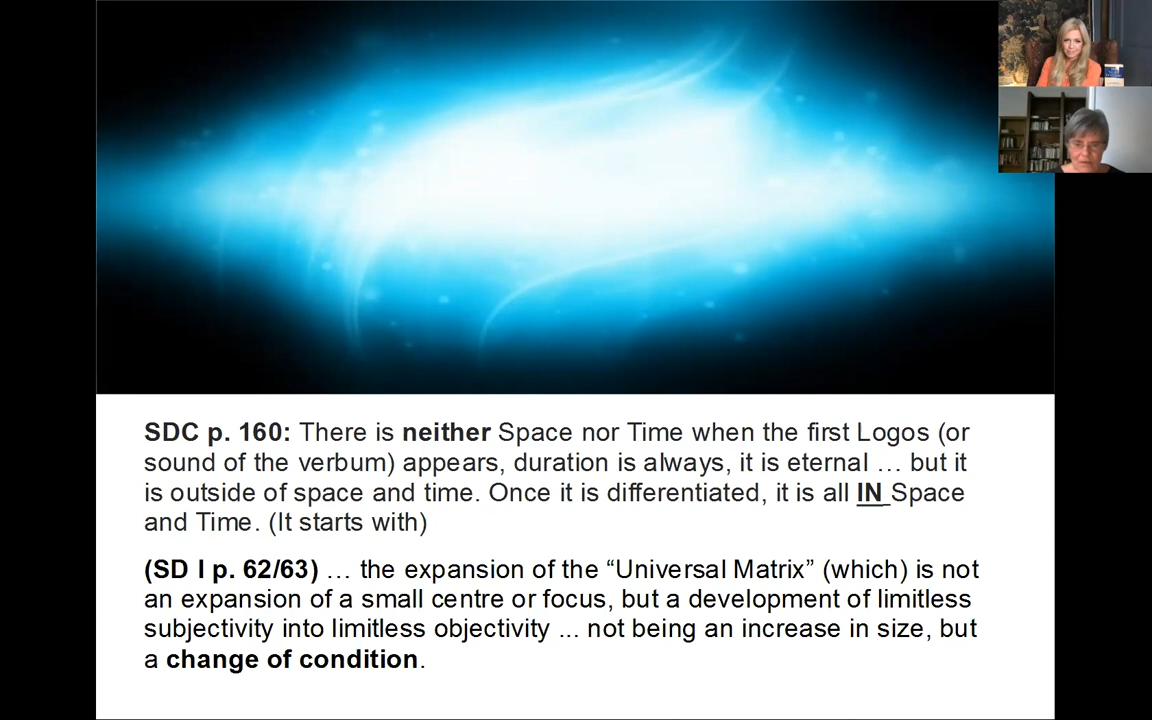 SDC p. 160: There is neither Space nor Time when the first Logos (or
sound of the verbum) appears, duration is always, it is eternal … but it
is outside of space and time. Once it is differentiated, it is all IN Space
and Time. (It starts with)
(SD I p. 62/63) … the expansion of the “Universal Matrix” (which) is not
an expansion of a small centre or focus, but a development of limitless
subjectivity into limitless objectivity ... not being an increase in size, but
a change of condition.